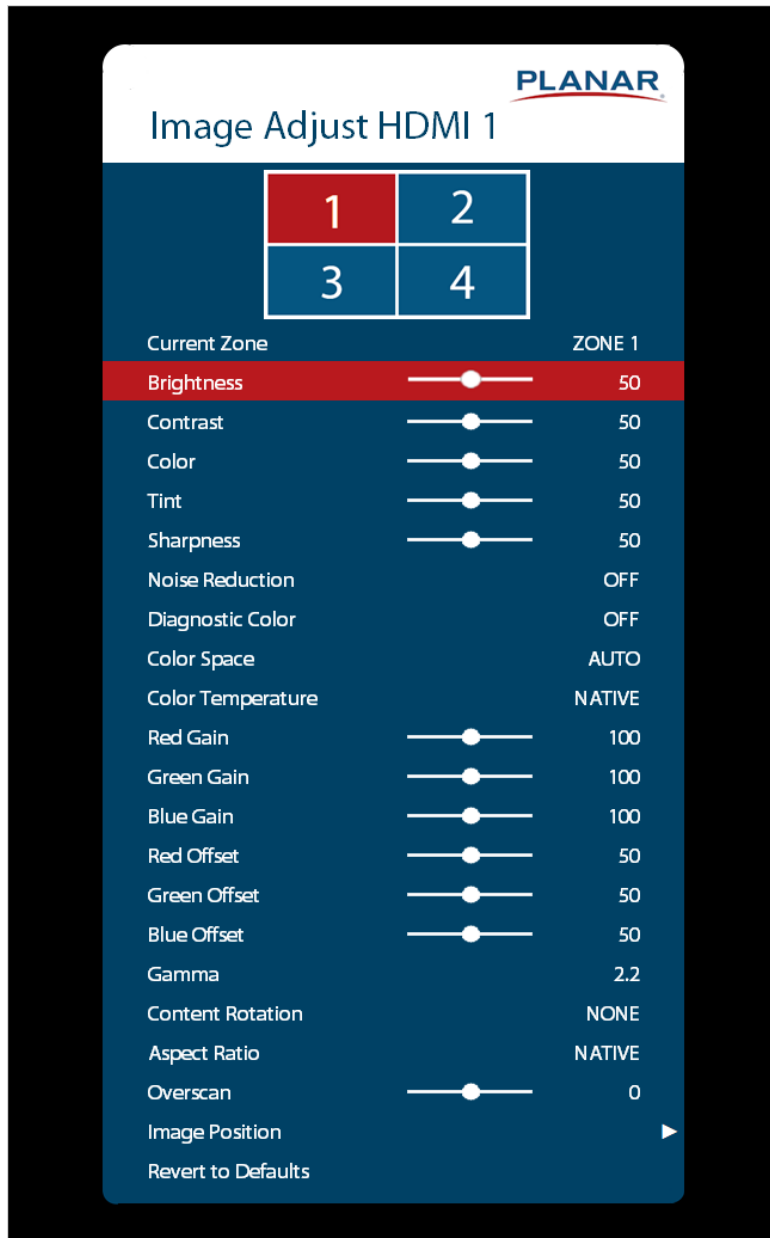 PLANAR
Image Adjust HDMI 1
1 2
3 4
Current Zone ZONE 1
Brightness 50
Contrast 50
Color 50
Tint 50
Sharpness 50
Noise Reduction OFF
Diagnostic Color OFF
Color Space AUTO
Color Temperature NATIVE
Red Gain 100
Green Gain 100
Blue Gain 100
Red Offset 50
Green Offset 50
Blue Offset 50
Gamma 2.2
Content Rotation NONE
Aspect Ratio NATIVE
Overscan 0
Image Position
Revert to Defaults